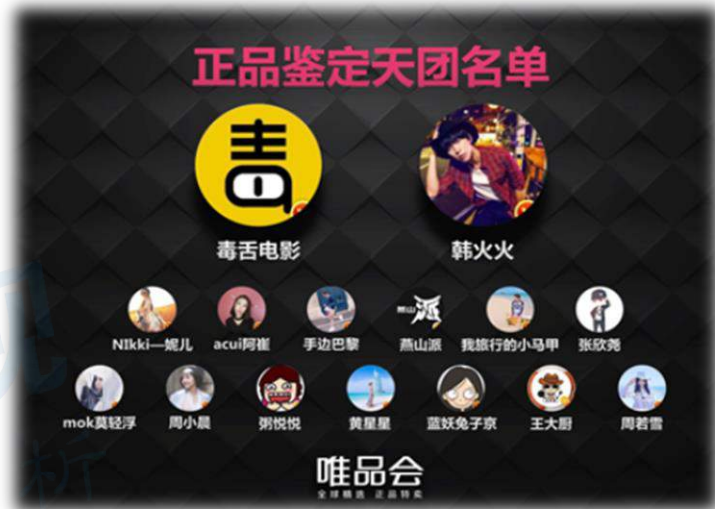 正品鉴定天团名单
毒舌电影 韩火火
燕山派
NIkki—妮儿 acui阿崔 手边巴黎 燕山派 我旅行的小马甲 张欣尧
mok莫轻浮 周小晨 粥悦悦 黄星星 蓝妖兔子京 王大厨 周若雪
唯品会
全球精选 正品特卖